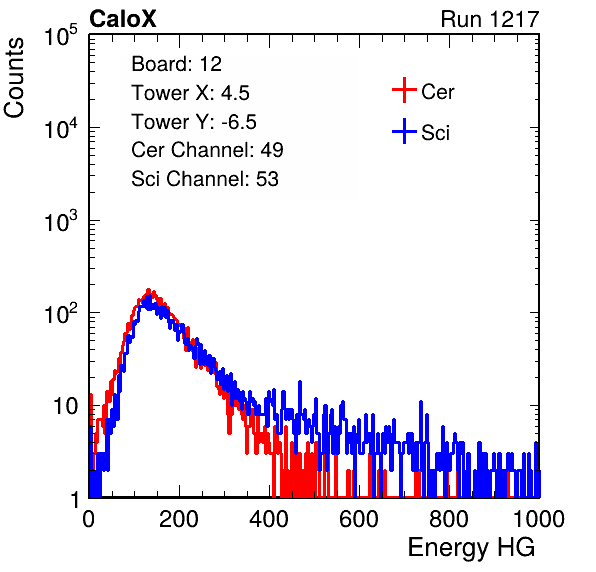 CaloX Run 1217
Counts
10^5
10^4
10^3
10^2
10
1
Board: 12
Tower X: 4.5
Tower Y: -6.5
Cer Channel: 49
Sci Channel: 53
Cer
Sci
0 200 400 600 800 1000
Energy HG